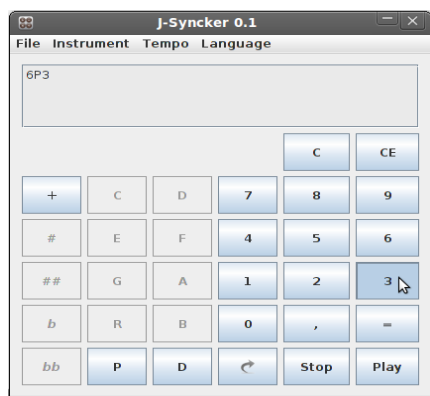 J-Syncker 0.1
File Instrument Tempo Language
6P3
C CE
+ C D 7 8 9
# E F 4 5 6
## G A 1 2 3
b R B 0 , =
bb P D Stop Play